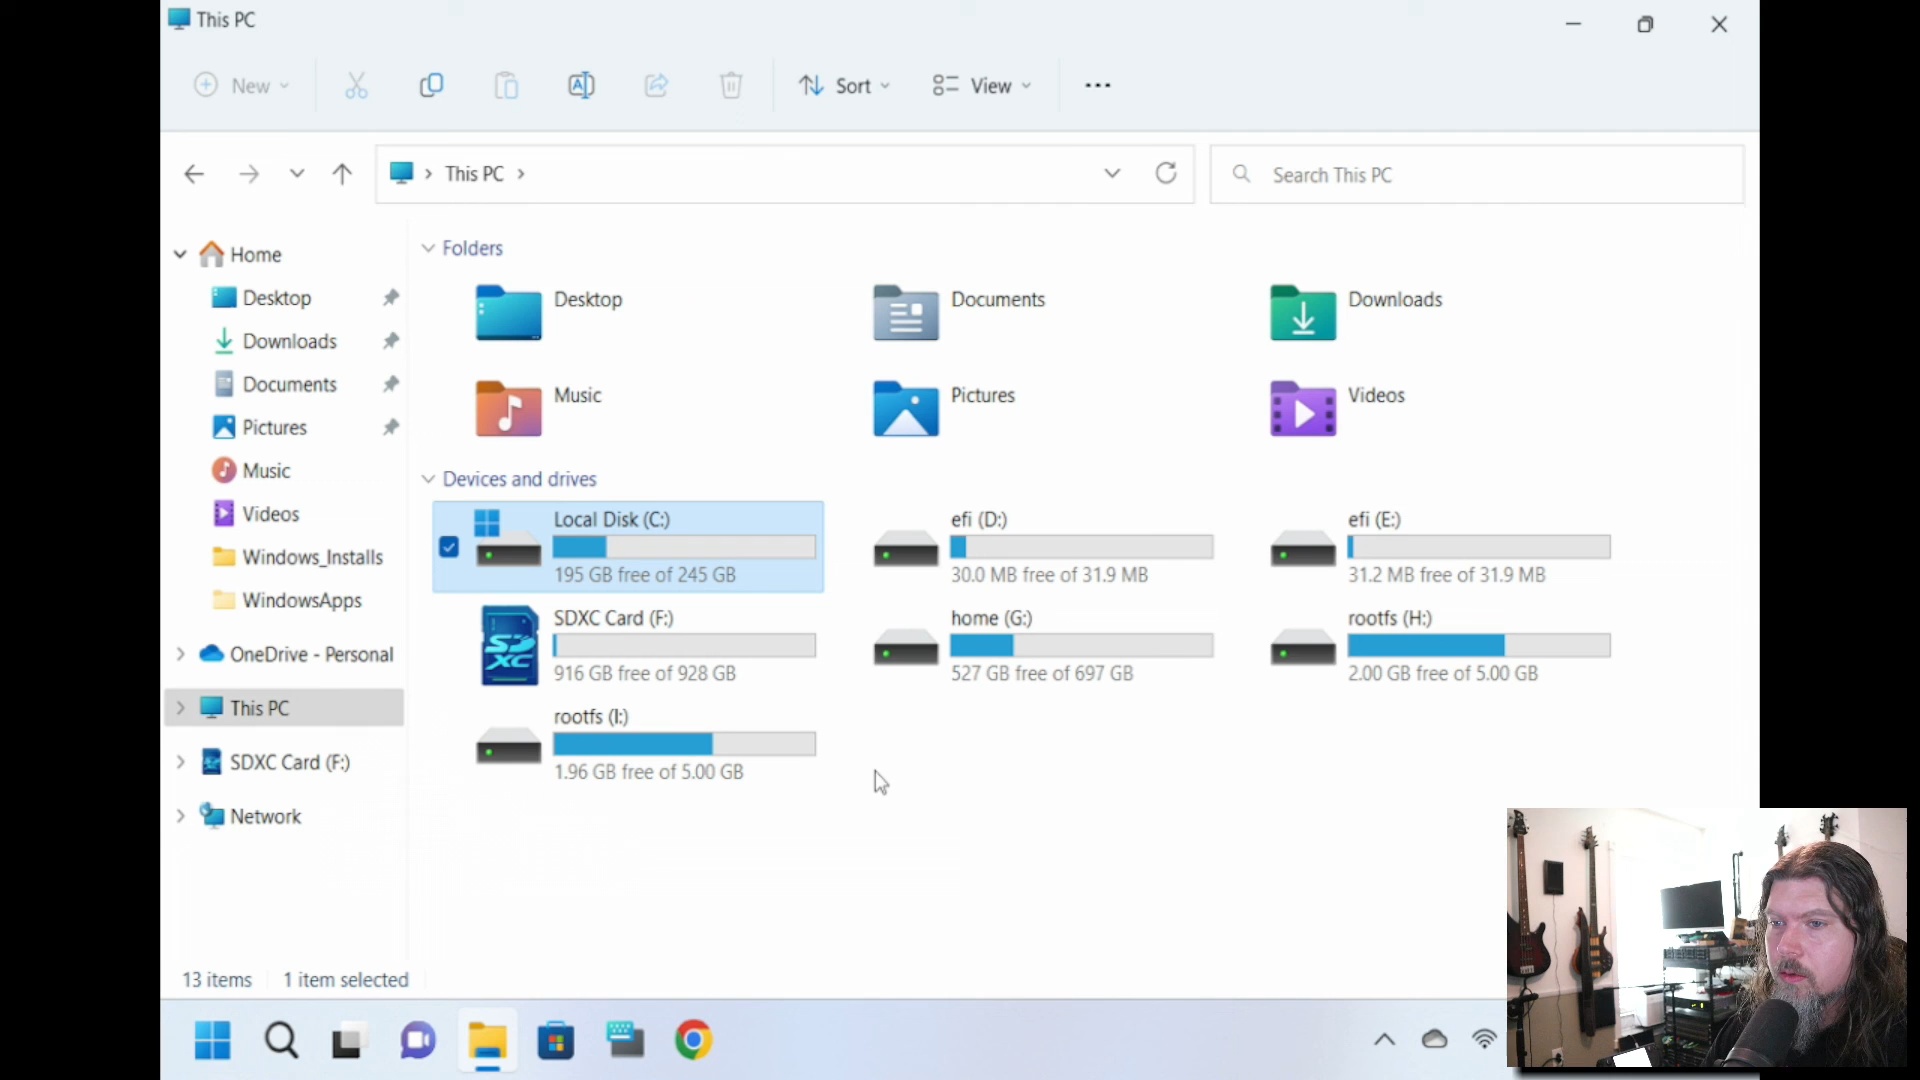 This PC
New
Sort
View
This PC
Search This PC
Home
Desktop
Downloads
Documents
Pictures
Music
Videos
Windows_Installs
WindowsApps
OneDrive - Personal
This PC
SDXC Card (F:)
Network
Folders
Desktop
Documents
Downloads
Music
Pictures
Videos
Devices and drives
Local Disk (C:)
195 GB free of 245 GB
efi (D:)
30.0 MB free of 31.9 MB
efi (E:)
31.2 MB free of 31.9 MB
SD XC
SDXC Card (F:)
916 GB free of 928 GB
home (G:)
527 GB free of 697 GB
rootfs (H:)
2.00 GB free of 5.00 GB
rootfs (I:)
1.96 GB free of 5.00 GB
13 items
1 item selected